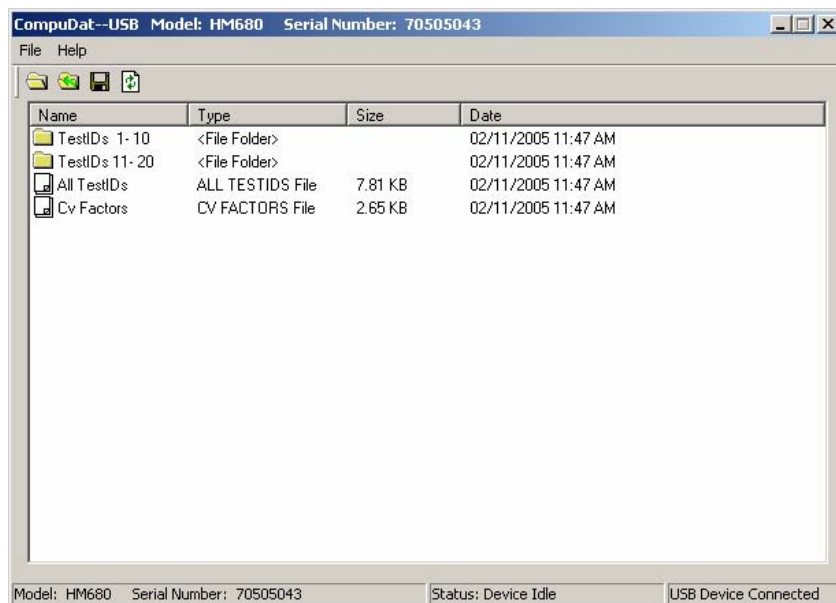 CompuDat--USB Model: HM680 Serial Number: 70505043
File Help
Name Type Size Date
TestIDs 1-10 <File Folder> 02/11/2005 11:47 AM
TestIDs 11-20 <File Folder> 02/11/2005 11:47 AM
All TestIDs ALL TESTIDS File 7.81 KB 02/11/2005 11:47 AM
Cv Factors CV FACTORS File 2.65 KB 02/11/2005 11:47 AM
Model: HM680 Serial Number: 70505043 Status: Device Idle USB Device Connected